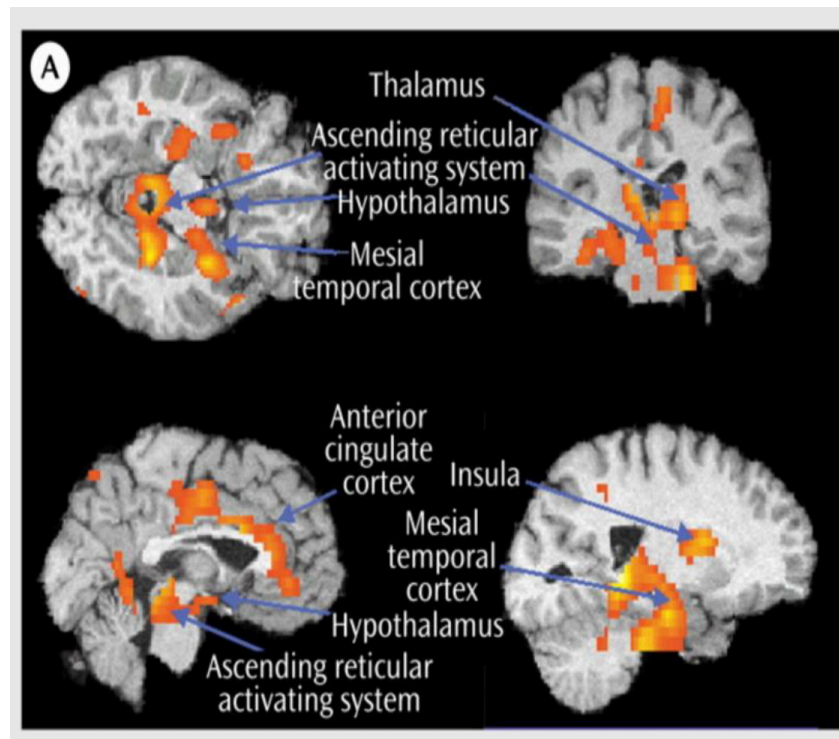 A
Thalamus
Ascending reticular
activating system
Hypothalamus
Mesial
temporal cortex
Anterior
cingulate
cortex
Insula
Mesial
temporal
cortex
Hypothalamus
Ascending reticular
activating system